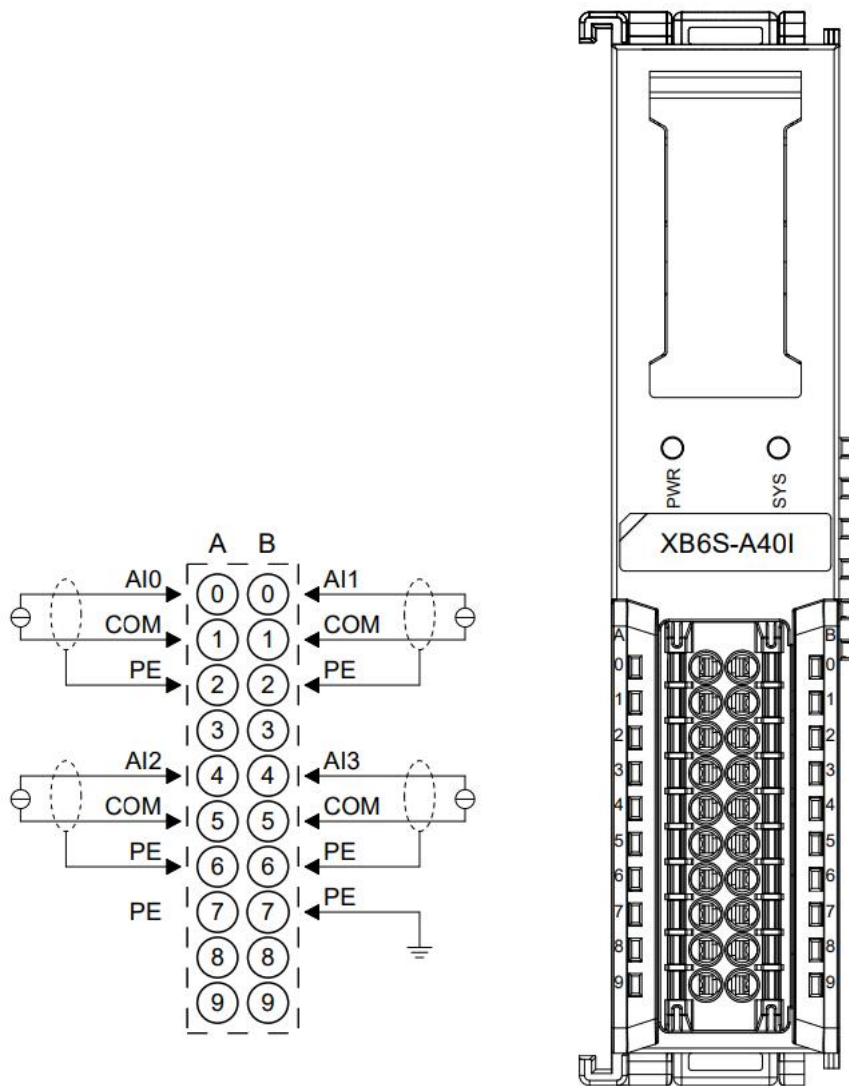 PWR SYS
XB6S-A40I
A B
AI0 0 0 AI1
COM 1 1 COM
PE 2 2 PE
3 3
AI2 4 4 AI3
COM 5 5 COM
PE 6 6 PE
PE 7 7 PE
8 8
9 9
A B
0 0
1 1
2 2
3 3
4 4
5 5
6 6
7 7
8 8
9 9